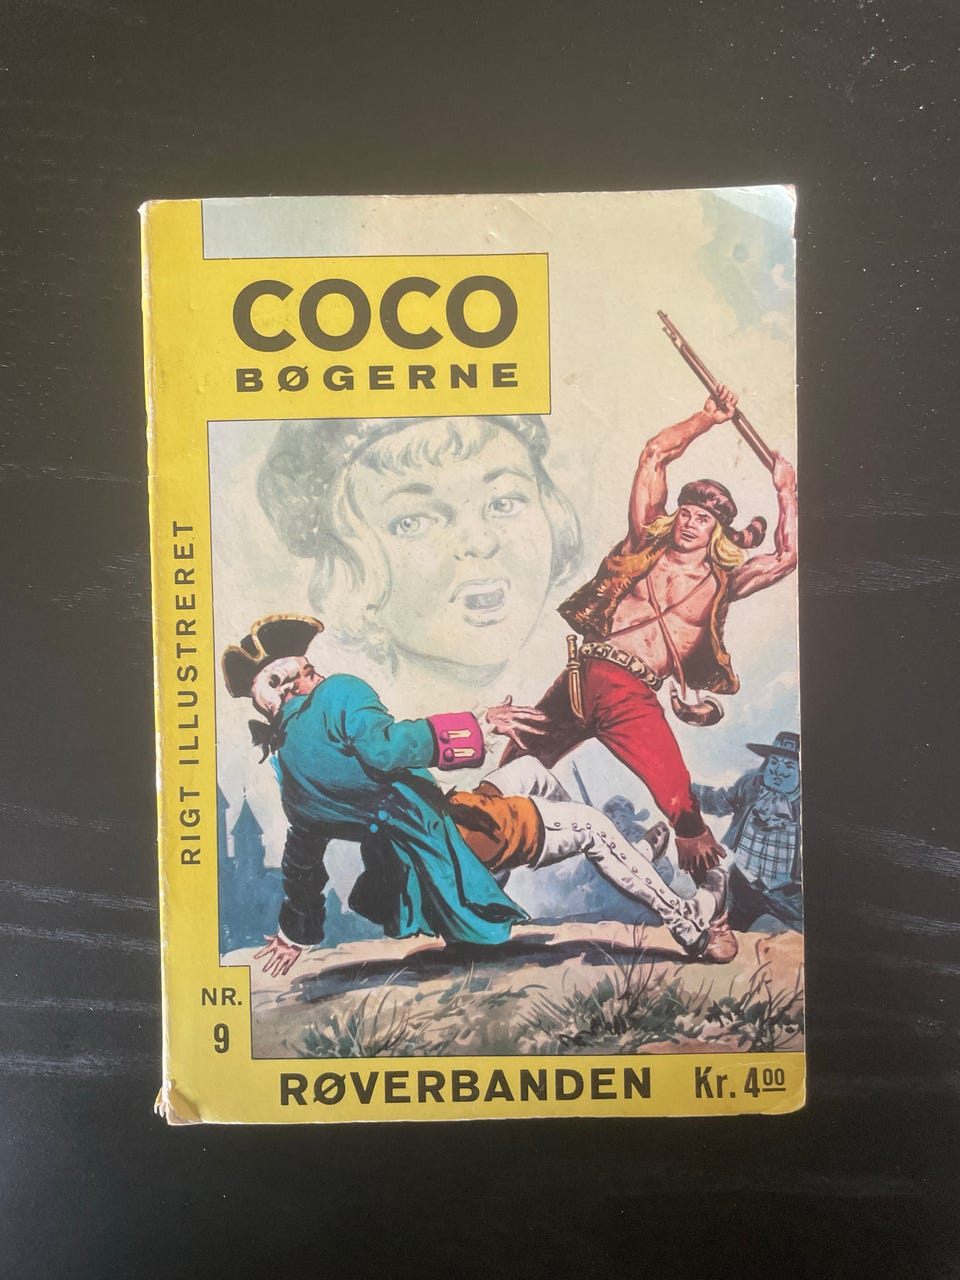 COCO
BØGERNE
RIGT ILLUSTRERET
NR.
9
RØVERBANDEN
Kr. 4.00